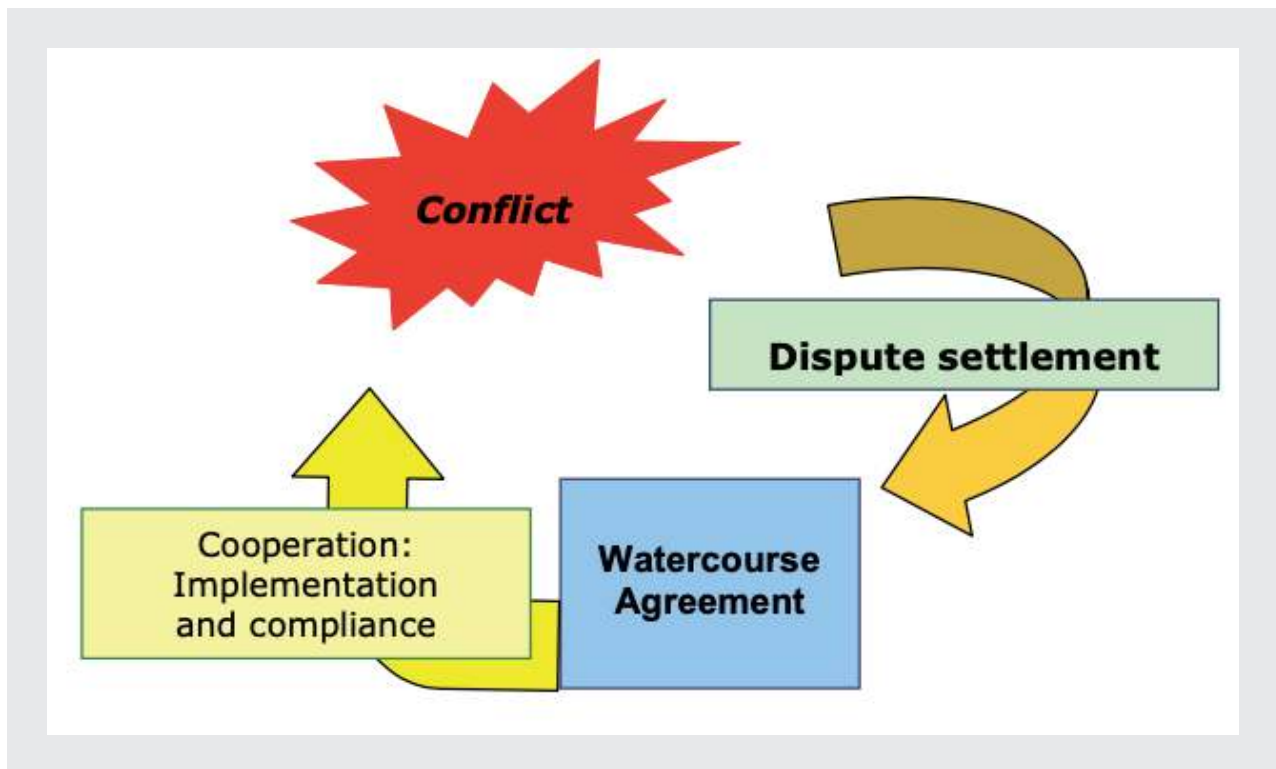 Conflict
Dispute settlement
Cooperation:
Implementation
and compliance
Watercourse
Agreement